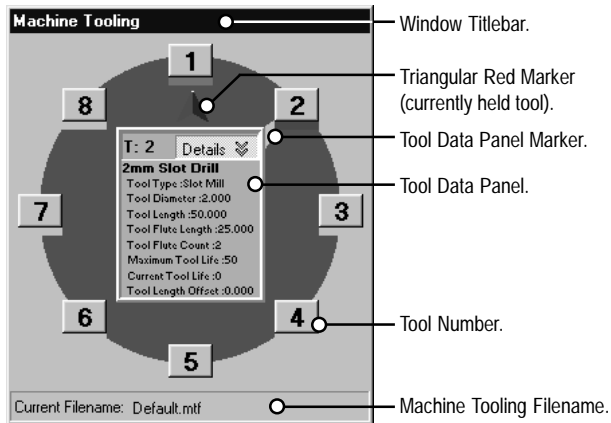 Machine Tooling
Window Titlebar.
1
Triangular Red Marker
(currently held tool).
8
2
T: 2
Details
Tool Data Panel Marker.
2mm Slot Drill
Tool Type :Slot Mill
Tool Data Panel.
Tool Diameter :2.000
Tool Length :50.000
Tool Flute Length :25.000
Tool Flute Count :2
Maximum Tool Life :50
Current Tool Life :0
Tool Length Offset :0.000
7
3
6
4
Tool Number.
5
Current Filename: Default.mtf
Machine Tooling Filename.